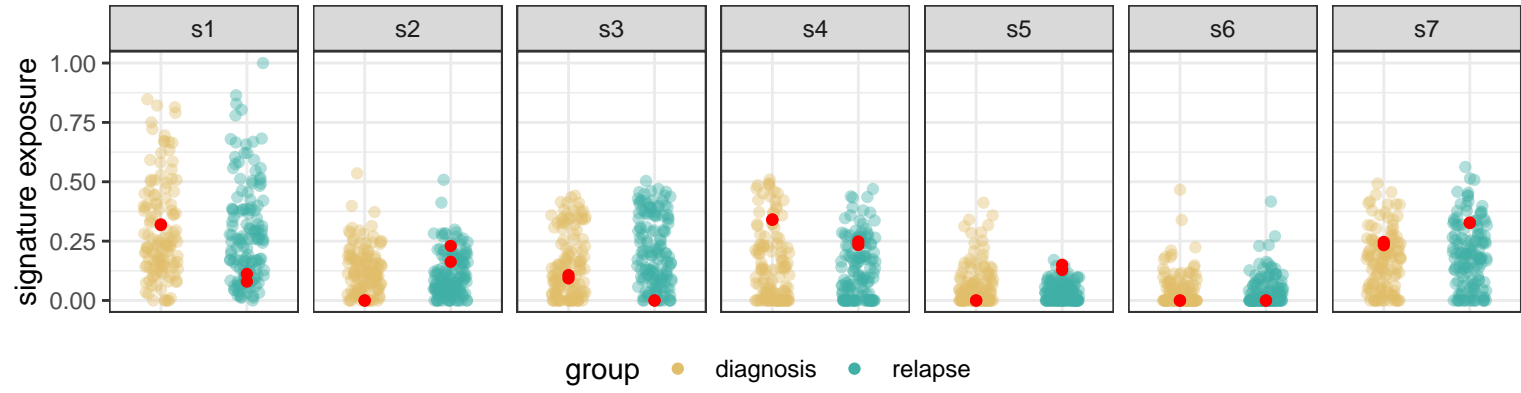 s1 s2 s3 s4 s5 s6 s7
signature exposure
1.00
0.75
0.50
0.25
0.00
group diagnosis relapse